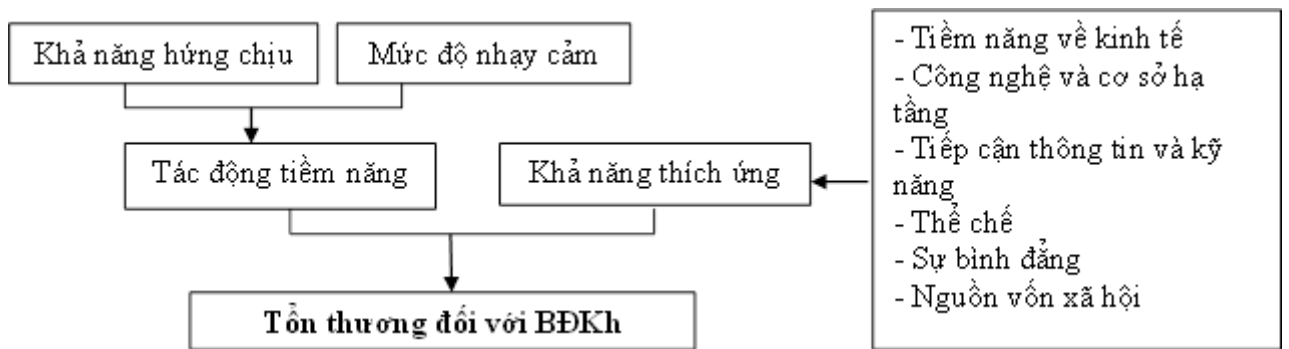 Khả năng hứng chịu
Mức độ nhạy cảm
Tác động tiềm năng
Khả năng thích ứng
Tổn thương đối với BĐKh
- Tiềm năng về kinh tế
- Công nghệ và cơ sở hạ
tầng
- Tiếp cận thông tin và kỹ
năng
- Thể chế
- Sự bình đẳng
- Nguồn vốn xã hội